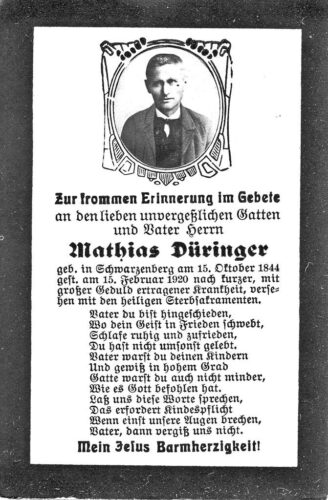 Zur frommen Erinnerung im Gebete
an den lieben unvergeßlichen Gatten
und Vater Herrn
Mathias Düringer
geb. in Schwarzenberg am 15. Oktober 1844
gest. am 15. Februar 1920 nach kurzer, mit
großer Geduld ertragener Krankheit, verse-
hen mit den heiligen Sterbsakramenten.
Vater du bist hingeschieden,
Wo dein Geist in Frieden schwebt,
Schlafe ruhig und zufrieden,
Du hast nicht umsonst gelebt.
Vater warst du deinen Kindern
Und gewiß in hohem Grad
Gatte warst du auch nicht minder,
Wie es Gott befohlen hat.
Laß uns diese Worte sprechen,
Das erfordert Kindespflicht
Wenn einst unsere Augen brechen,
Vater, dann vergiß uns nicht.
Mein Jesus Barmherzigkeit!